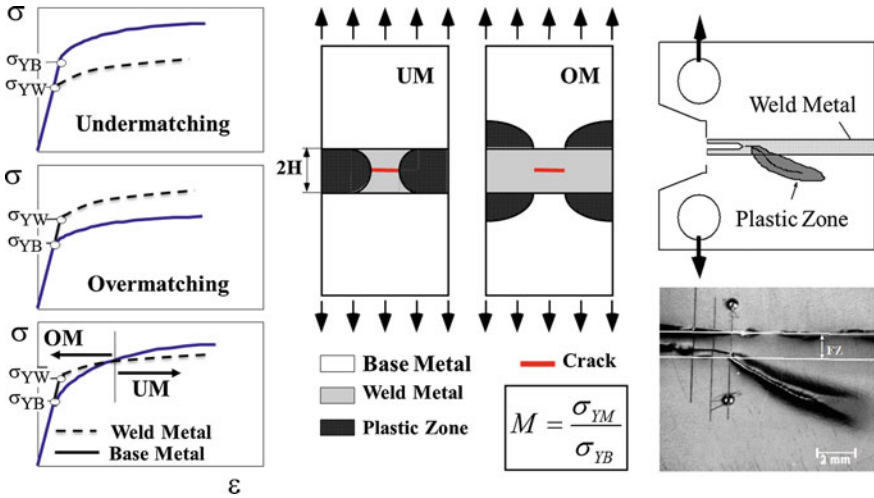 σ
σYB
σYW
Undermatching
σ
σYW
σYB
Overmatching
σ
OM
σYW
σYB
UM
Weld Metal
Base Metal
ε
UM
OM
2H
Base Metal
Crack
Weld Metal
Plastic Zone
M = σYM / σYB
Weld Metal
Plastic Zone
FZ
2 mm